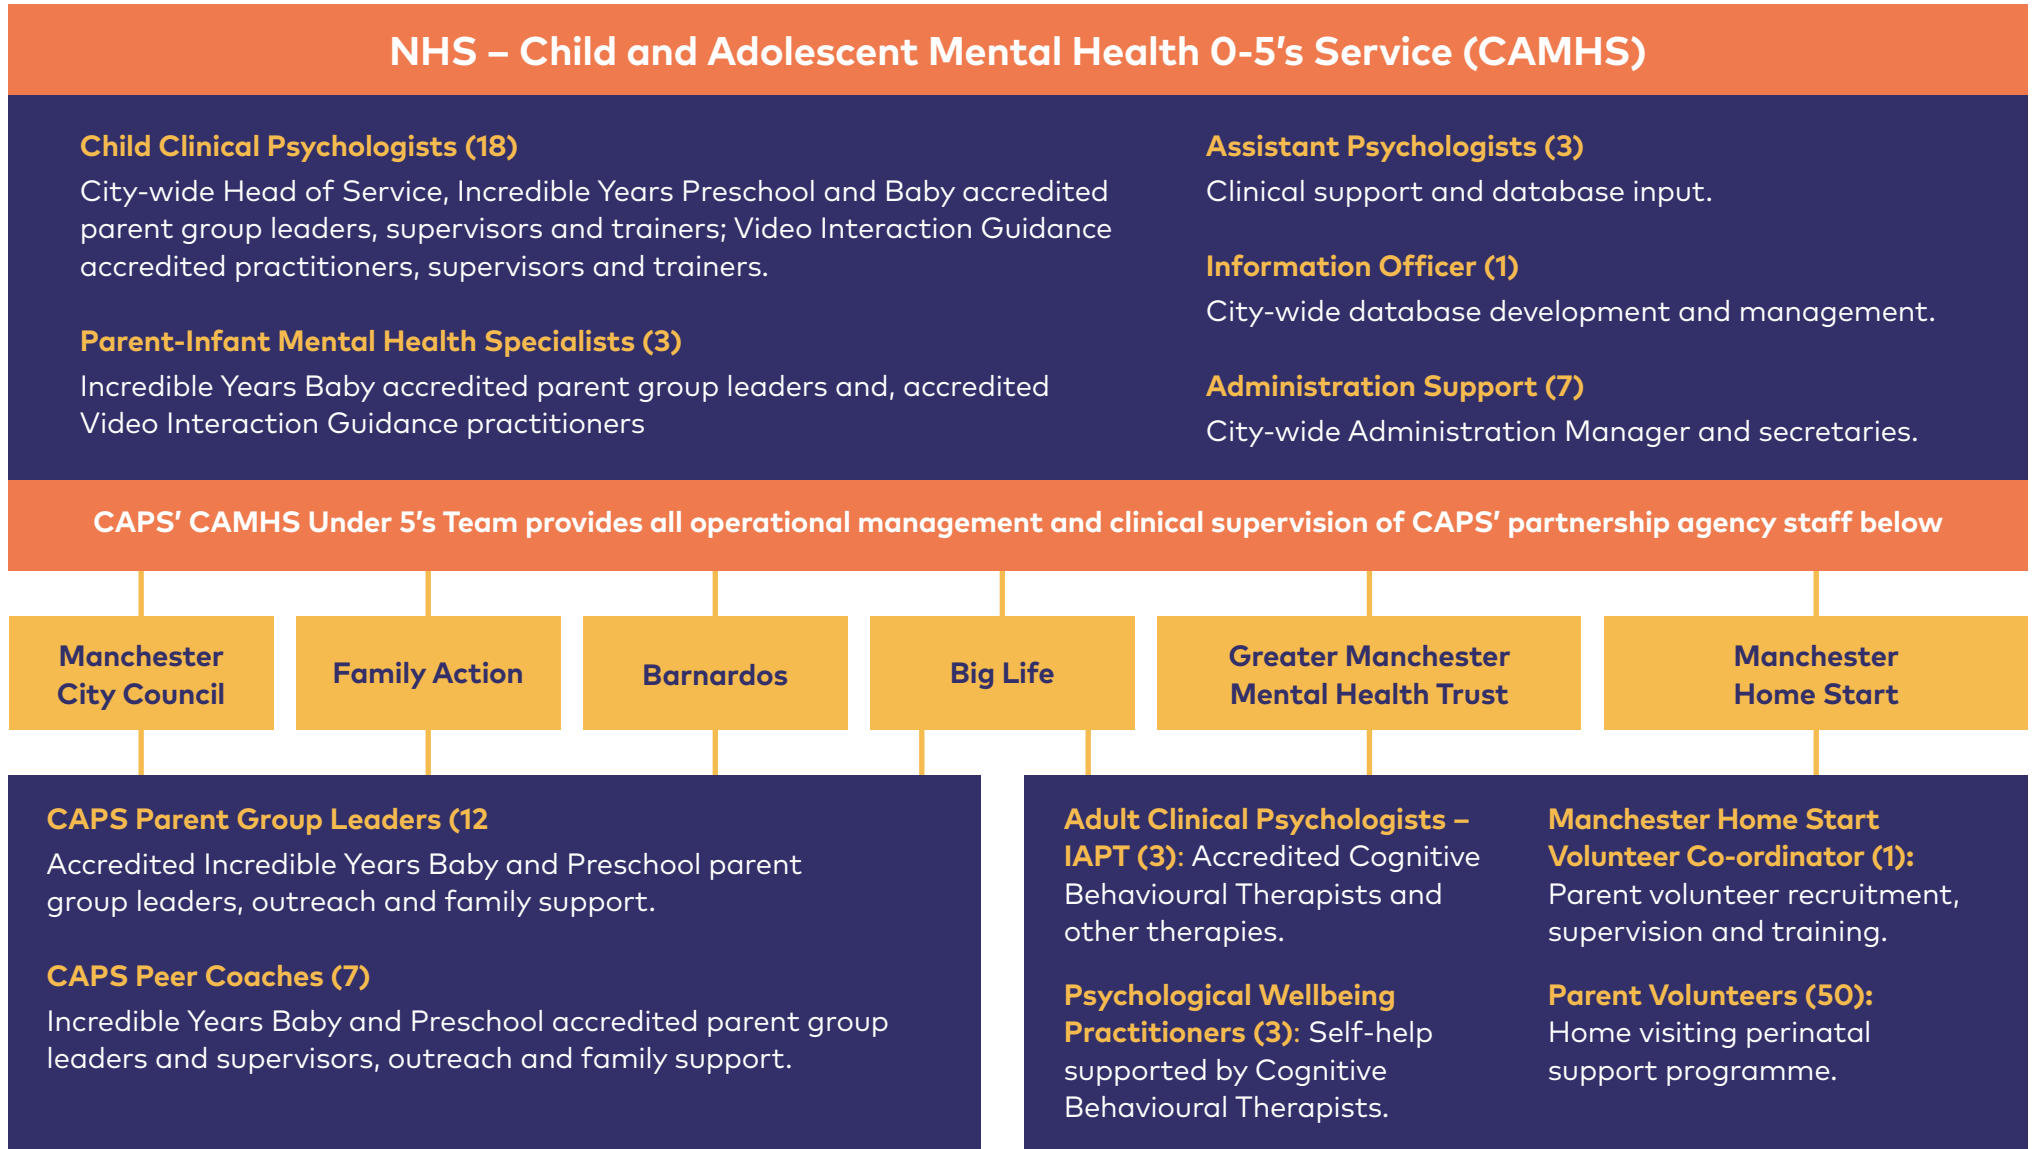 NHS – Child and Adolescent Mental Health 0-5's Service (CAMHS)
Child Clinical Psychologists (18)
City-wide Head of Service, Incredible Years Preschool and Baby accredited
parent group leaders, supervisors and trainers; Video Interaction Guidance
accredited practitioners, supervisors and trainers.
Parent-Infant Mental Health Specialists (3)
Incredible Years Baby accredited parent group leaders and, accredited
Video Interaction Guidance practitioners
Assistant Psychologists (3)
Clinical support and database input.
Information Officer (1)
City-wide database development and management.
Administration Support (7)
City-wide Administration Manager and secretaries.
CAPS' CAMHS Under 5's Team provides all operational management and clinical supervision of CAPS' partnership agency staff below
Manchester
City Council
Family Action
Barnardos
Big Life
Greater Manchester
Mental Health Trust
Manchester
Home Start
CAPS Parent Group Leaders (12
Accredited Incredible Years Baby and Preschool parent
group leaders, outreach and family support.
CAPS Peer Coaches (7)
Incredible Years Baby and Preschool accredited parent group
leaders and supervisors, outreach and family support.
Adult Clinical Psychologists –
IAPT (3): Accredited Cognitive
Behavioural Therapists and
other therapies.
Psychological Wellbeing
Practitioners (3): Self-help
supported by Cognitive
Behavioural Therapists.
Manchester Home Start
Volunteer Co-ordinator (1):
Parent volunteer recruitment,
supervision and training.
Parent Volunteers (50):
Home visiting perinatal
support programme.